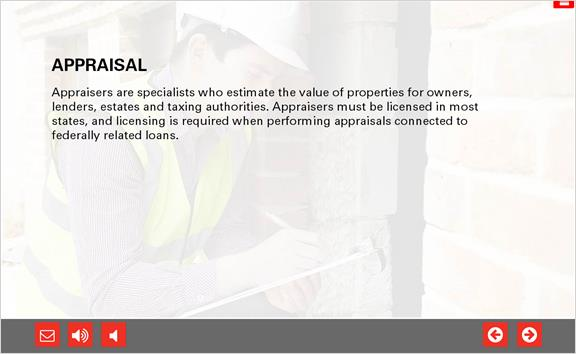 APPRAISAL
Appraisers are specialists who estimate the value of properties for owners,
lenders, estates and taxing authorities. Appraisers must be licensed in most
states, and licensing is required when performing appraisals connected to
federally related loans.